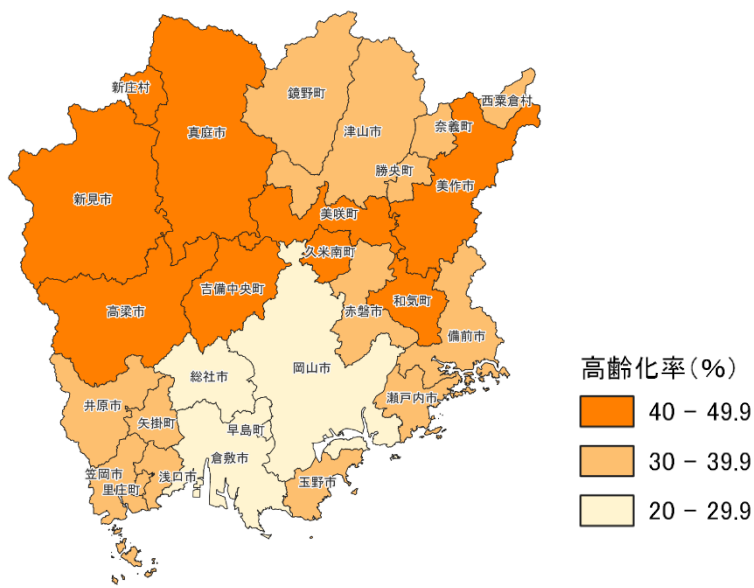 新庄村
真庭市
鏡野町
津山市
西粟倉村
奈義町
勝央町
美作市
新見市
美咲町
久米南町
吉備中央町
高梁市
和気町
赤磐市
備前市
岡山市
総社市
瀬戸内市
井原市
矢掛町
早島町
倉敷市
笠岡市
里庄町
浅口市
玉野市
高齢化率(%)
40 - 49.9
30 - 39.9
20 - 29.9